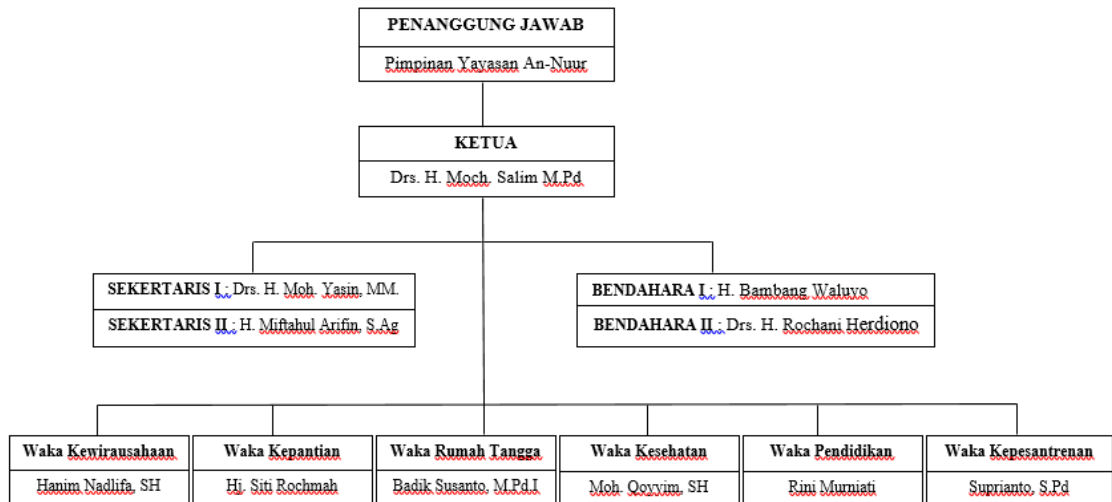 PENANGGUNG JAWAB
Pimpinan Yayasan An-Nuur
KETUA
Drs. H. Moch. Salim M.Pd
SEKERTARIS I : Drs. H. Moh. Yasin, MM.
SEKERTARIS II : H. Miftahul Arifin, S.Ag
BENDAHARA I : H. Bambang Waluyo
BENDAHARA II : Drs. H. Rochani Herdiono
Waka Kewirausahaan
Hanim Nadlifa, SH
Waka Kepantian
Hj. Siti Rochmah
Waka Rumah Tangga
Badik Susanto, M.Pd.I
Waka Kesehatan
Moh. Qoyyim, SH
Waka Pendidikan
Rini Murniati
Waka Kepesantrenan
Suprianto, S.Pd